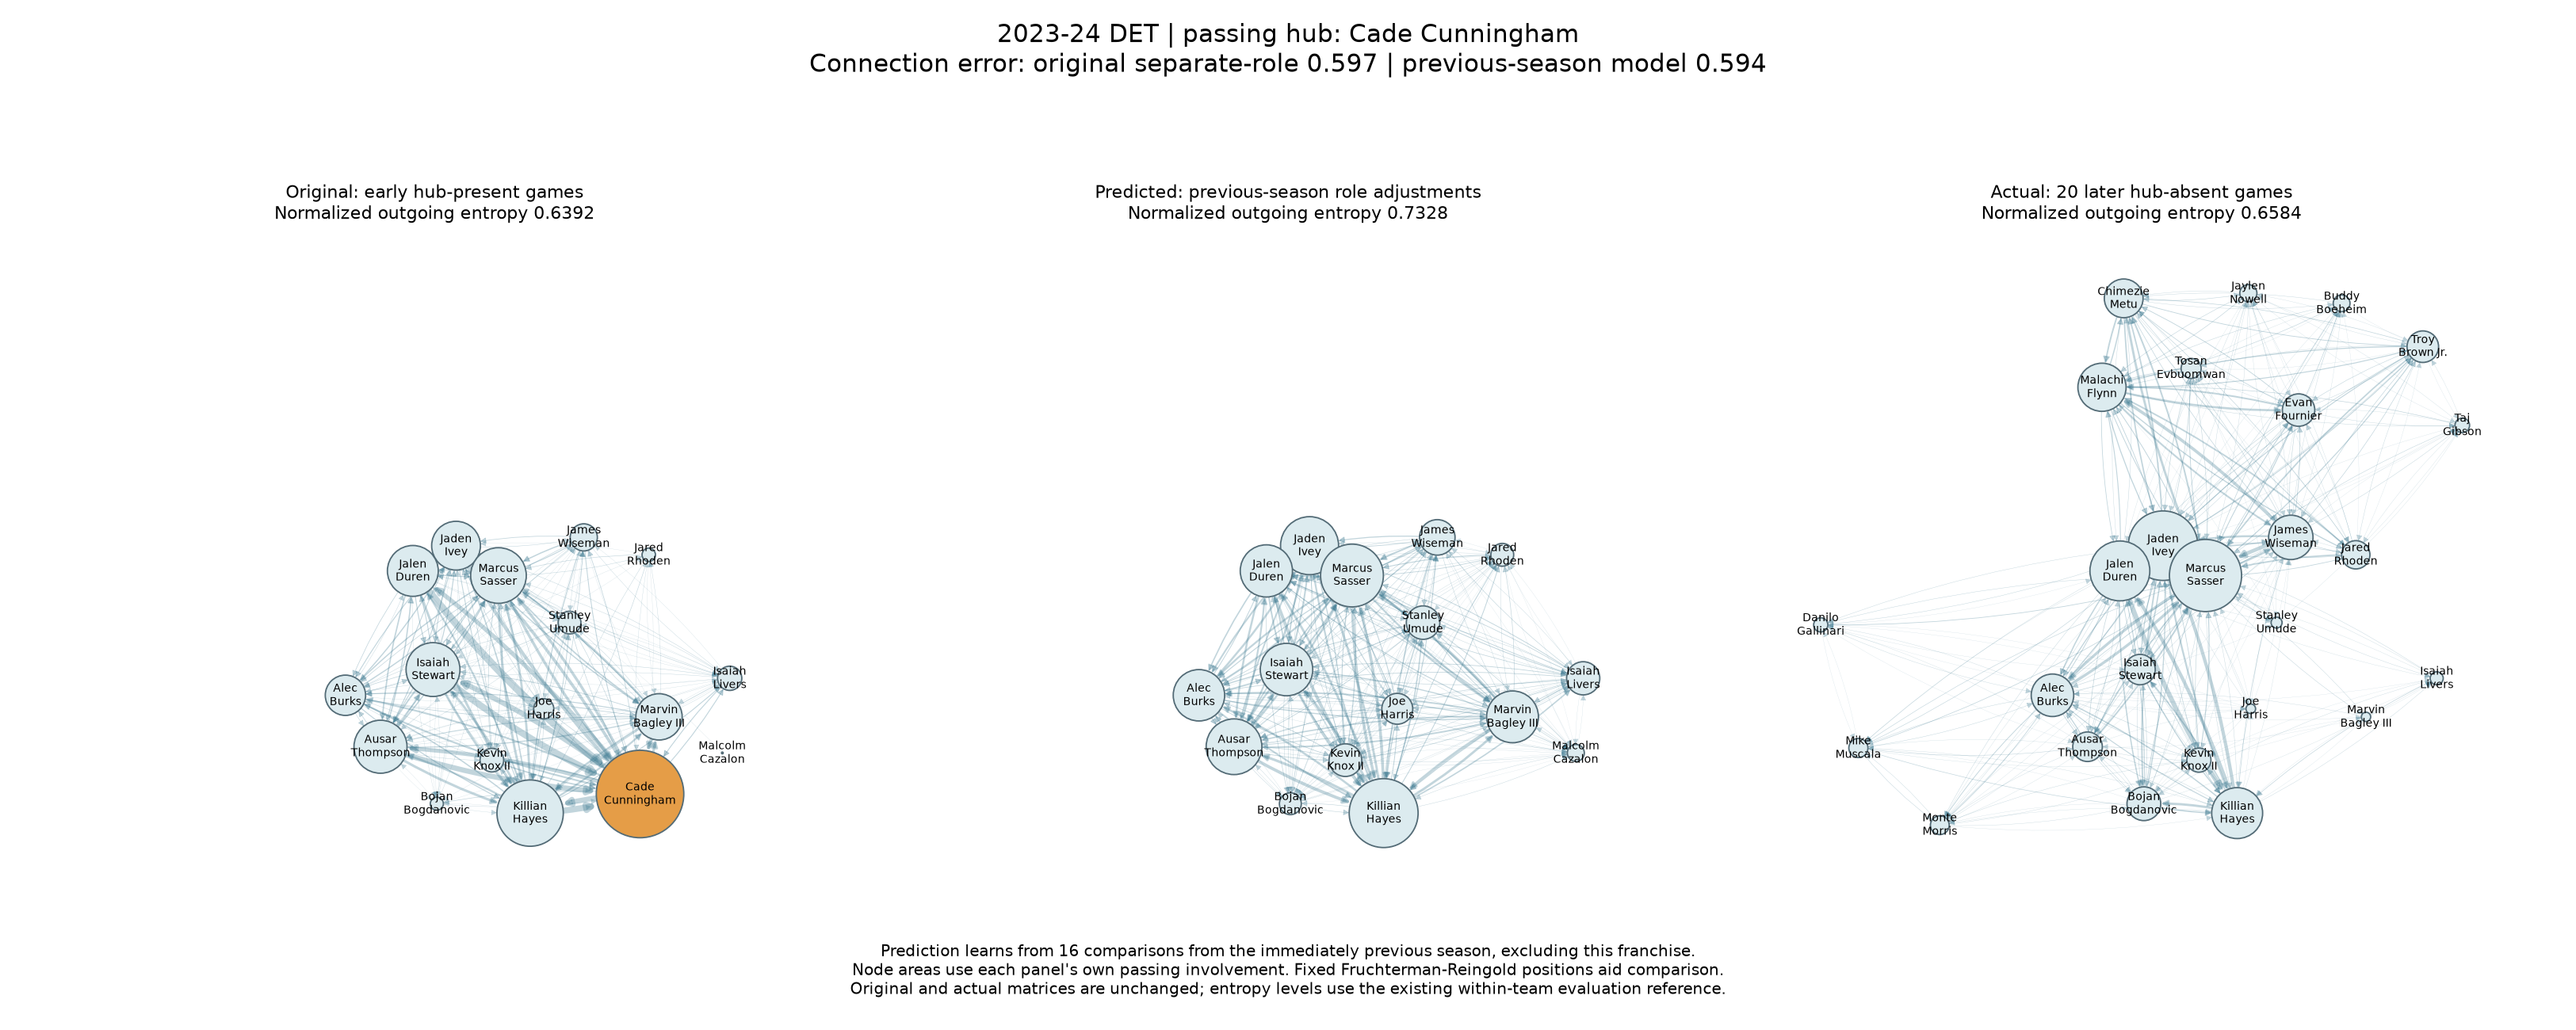 2023-24 DET | passing hub: Cade Cunningham
Connection error: original separate-role 0.597 | previous-season model 0.594
Original: early hub-present games
Normalized outgoing entropy 0.6392
Jaden
Ivey
James
Wiseman
Jared
Rhoden
Jalen
Duren
Marcus
Sasser
Stanley
Umude
Isaiah
Stewart
Isaiah
Livers
Alec
Burks
Joe
Harris
Marvin
Bagley III
Ausar
Thompson
Kevin
Knox II
Malcolm
Cazalon
Bojan
Bogdanovic
Killian
Hayes
Cade
Cunningham
Predicted: previous-season role adjustments
Normalized outgoing entropy 0.7328
Jaden
Ivey
James
Wiseman
Jared
Rhoden
Jalen
Duren
Marcus
Sasser
Stanley
Umude
Isaiah
Stewart
Isaiah
Livers
Alec
Burks
Joe
Harris
Marvin
Bagley III
Ausar
Thompson
Kevin
Knox II
Malcolm
Cazalon
Bojan
Bogdanovic
Killian
Hayes
Actual: 20 later hub-absent games
Normalized outgoing entropy 0.6584
Chimezie
Metu
Jaylen
Nowell
Buddy
Boeheim
Troy
Brown Jr.
Tosan
Evbuomwan
Malachi
Flynn
Evan
Fournier
Taj
Gibson
Jaden
Ivey
James
Wiseman
Jared
Rhoden
Jalen
Duren
Marcus
Sasser
Danilo
Gallinari
Stanley
Umude
Isaiah
Stewart
Isaiah
Livers
Alec
Burks
Joe
Harris
Marvin
Bagley III
Mike
Muscala
Ausar
Thompson
Kevin
Knox II
Bojan
Bogdanovic
Killian
Hayes
Monte
Morris
Prediction learns from 16 comparisons from the immediately previous season, excluding this franchise.
Node areas use each panel's own passing involvement. Fixed Fruchterman-Reingold positions aid comparison.
Original and actual matrices are unchanged; entropy levels use the existing within-team evaluation reference.